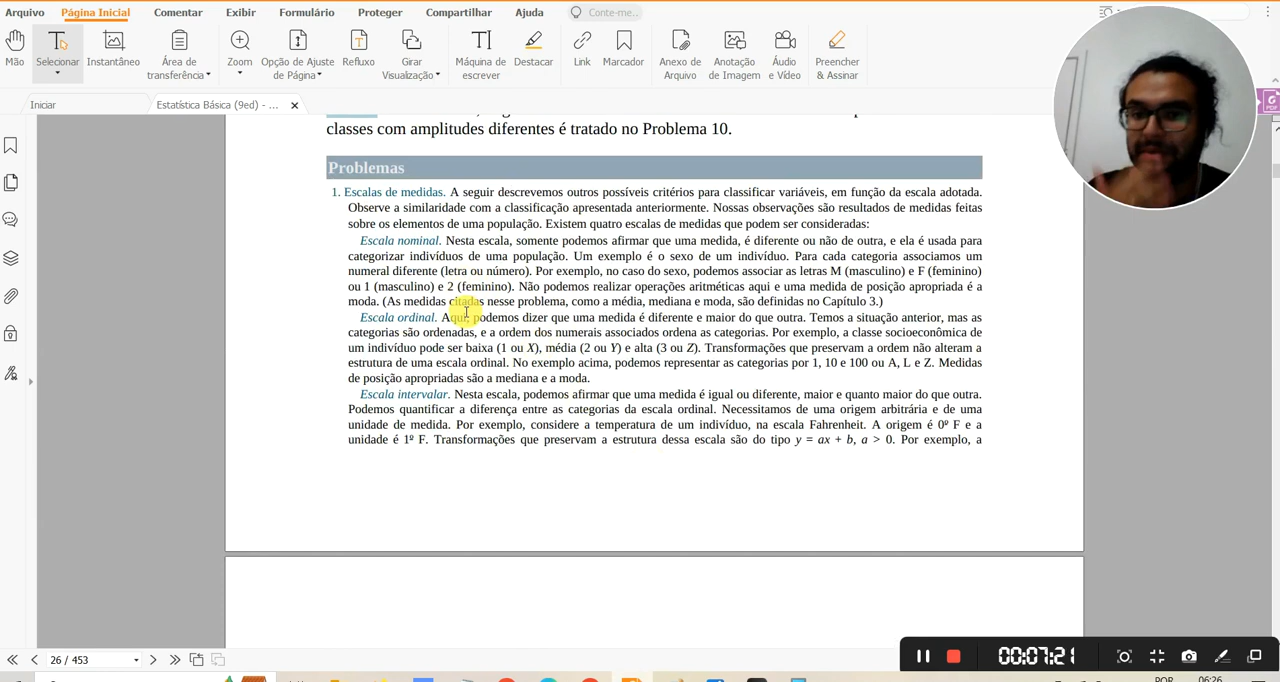 Arquivo Página Inicial Comentar Exibir Formulário Proteger Compartilhar Ajuda Conte-me..
Mão Selecionar Instantâneo Área de transferência Zoom Opção de Ajuste de Página Refluxo Girar Visualização Máquina de escrever Destacar Link Marcador Anexo de Arquivo Anotação de Imagem Áudio e Vídeo Preencher & Assinar
Iniciar Estatística Básica (9ed) - ...
PDF
classes com amplitudes diferentes é tratado no Problema 10.
Problemas
1. Escalas de medidas. A seguir descrevemos outros possíveis critérios para classificar variáveis, em função da escala adotada.
Observe a similaridade com a classificação apresentada anteriormente. Nossas observações são resultados de medidas feitas
sobre os elementos de uma população. Existem quatro escalas de medidas que podem ser consideradas:
Escala nominal. Nesta escala, somente podemos afirmar que uma medida, é diferente ou não de outra, e ela é usada para
categorizar indivíduos de uma população. Um exemplo é o sexo de um indivíduo. Para cada categoria associamos um
numeral diferente (letra ou número). Por exemplo, no caso do sexo, podemos associar as letras M (masculino) e F (feminino)
ou 1 (masculino) e 2 (feminino). Não podemos realizar operações aritméticas aqui e uma medida de posição apropriada é a
moda. (As medidas citadas nesse problema, como a média, mediana e moda, são definidas no Capítulo 3.)
Escala ordinal. Aqui, podemos dizer que uma medida é diferente e maior do que outra. Temos a situação anterior, mas as
categorias são ordenadas, e a ordem dos numerais associados ordena as categorias. Por exemplo, a classe socioeconômica de
um indivíduo pode ser baixa (1 ou X), média (2 ou Y) e alta (3 ou Z). Transformações que preservam a ordem não alteram a
estrutura de uma escala ordinal. No exemplo acima, podemos representar as categorias por 1, 10 e 100 ou A, L e Z. Medidas
de posição apropriadas são a mediana e a moda.
Escala intervalar. Nesta escala, podemos afirmar que uma medida é igual ou diferente, maior e quanto maior do que outra.
Podemos quantificar a diferença entre as categorias da escala ordinal. Necessitamos de uma origem arbitrária e de uma
unidade de medida. Por exemplo, considere a temperatura de um indivíduo, na escala Fahrenheit. A origem é 0º F e a
unidade é 1º F. Transformações que preservam a estrutura dessa escala são do tipo y = ax + b, a > 0. Por exemplo, a
26 / 453
00:07:21
POR 06:26